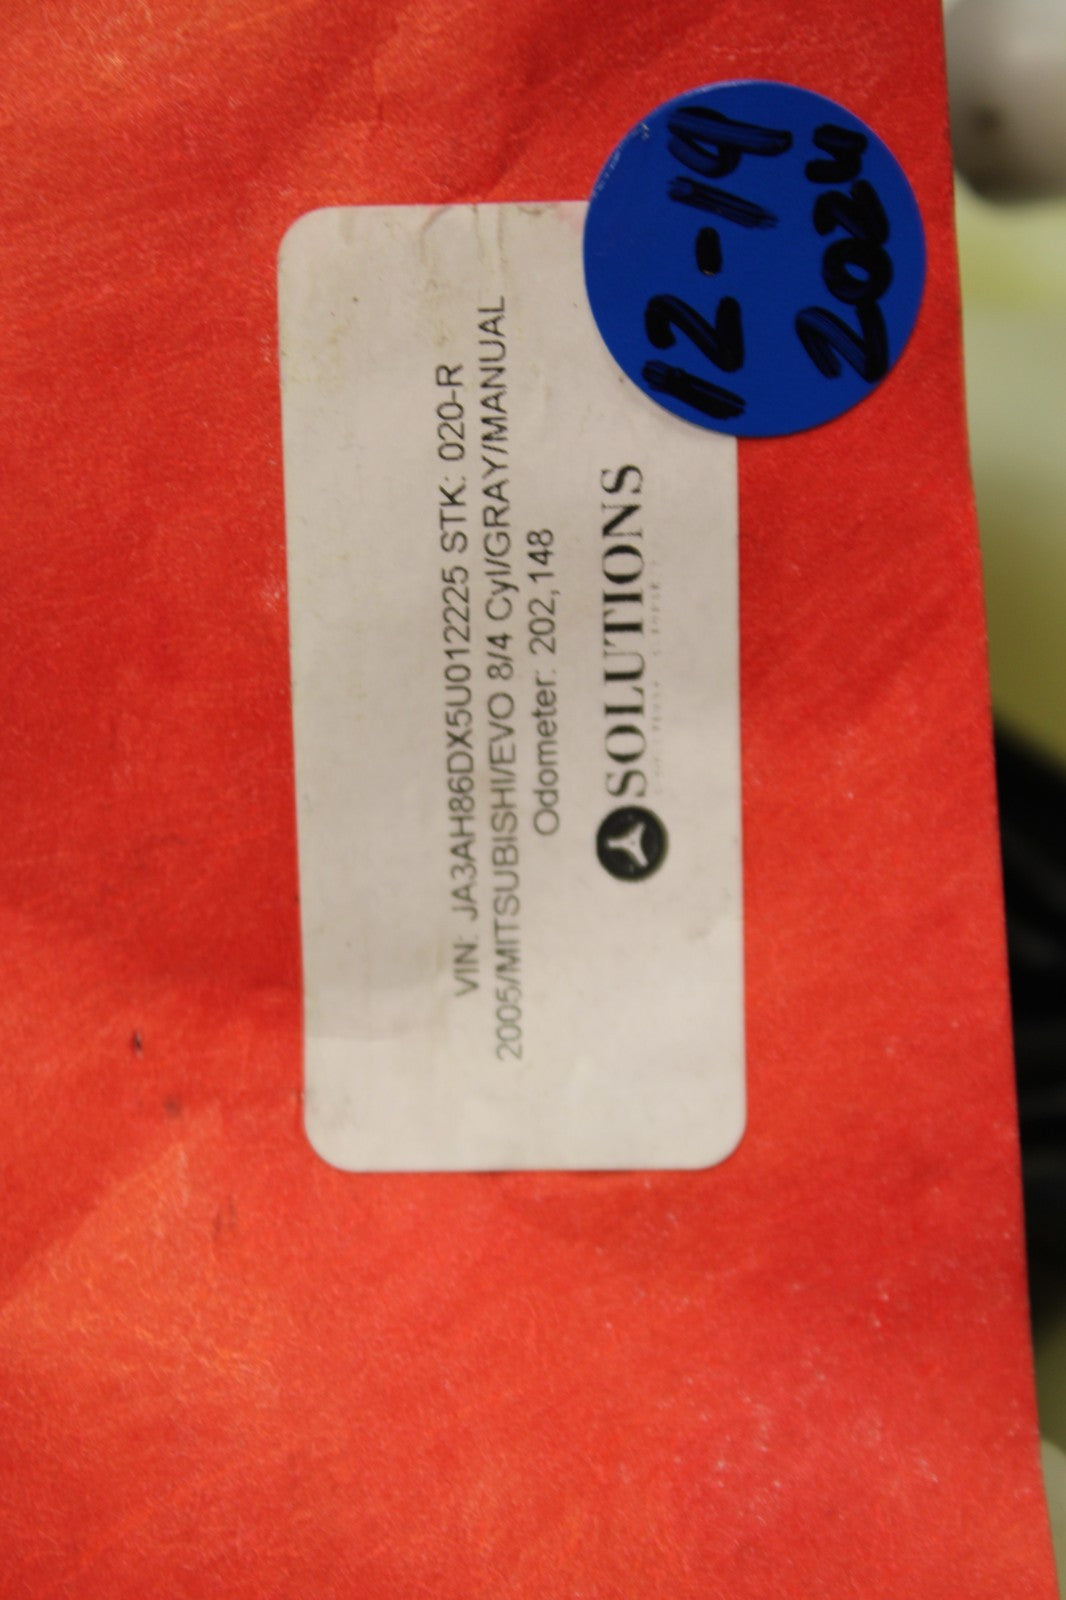 VIN: JA3AH86DX5U012225 STK: 020-R
2005/MITSUBISHI/EVO 8/4 Cyl/GRAY/MANUAL
Odometer: 202,148
SOLUTIONS
12-19
2024